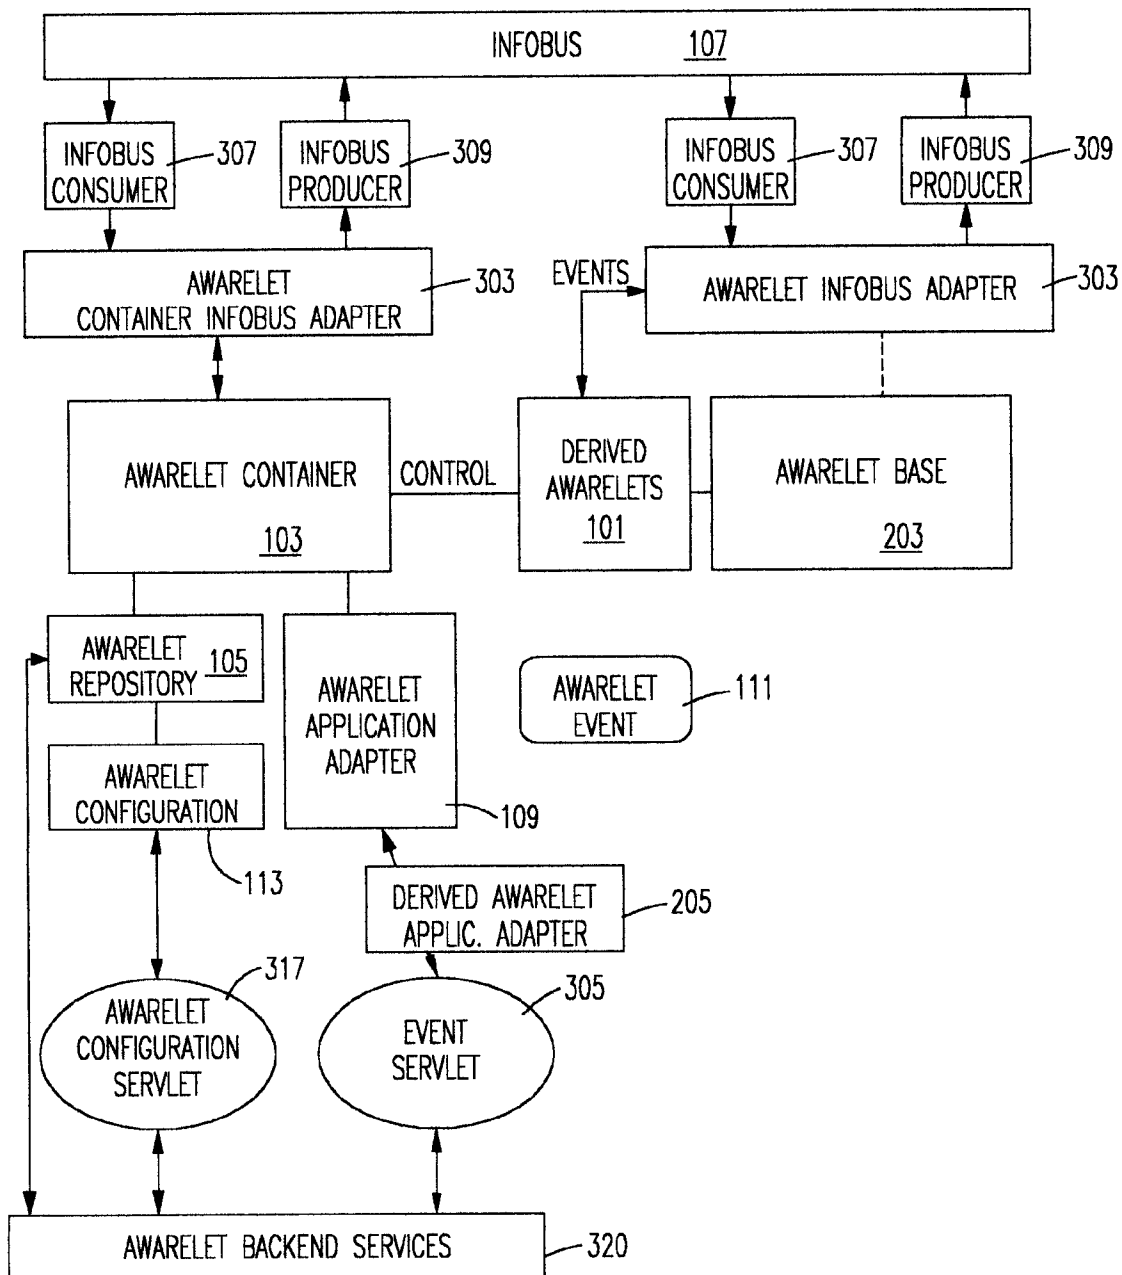 INFOBUS 107
INFOBUS
CONSUMER
307
INFOBUS
PRODUCER
309
INFOBUS
CONSUMER
307
INFOBUS
PRODUCER
309
AWARELET
CONTAINER INFOBUS ADAPTER
303
EVENTS
AWARELET INFOBUS ADAPTER
303
AWARELET CONTAINER
103
CONTROL
DERIVED
AWARELETS
101
AWARELET BASE
203
AWARELET
REPOSITORY
105
AWARELET
APPLICATION
ADAPTER
109
AWARELET
EVENT
111
AWARELET
CONFIGURATION
113
DERIVED AWARELET
APPLIC. ADAPTER
205
317
AWARELET
CONFIGURATION
SERVLET
305
EVENT
SERVLET
AWARELET BACKEND SERVICES
320